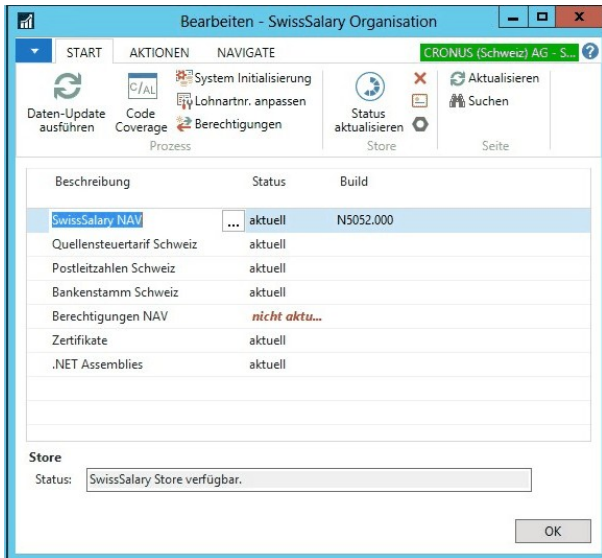 Bearbeiten - SwissSalary Organisation
START AKTIONEN NAVIGATE CRONUS (Schweiz) AG - S...
Daten-Update ausführen
C/AL
Code Coverage
System Initialisierung
Lohnartnr. anpassen
Berechtigungen
Prozess
Status aktualisieren
Store
Aktualisieren
Suchen
Seite
Beschreibung Status Build
SwissSalary NAV ... aktuell N5052.000
Quellensteuertarif Schweiz aktuell
Postleitzahlen Schweiz aktuell
Bankenstamm Schweiz aktuell
Berechtigungen NAV nicht aktu...
Zertifikate aktuell
.NET Assemblies aktuell
Store
Status: SwissSalary Store verfügbar.
OK